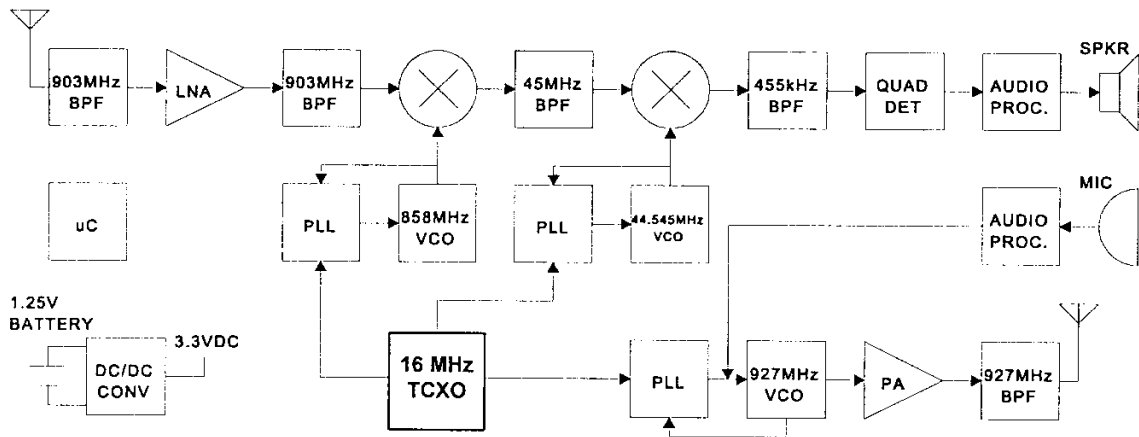 SPKR
903MHz
BPF
LNA
903MHz
BPF
45MHz
BPF
455kHz
BPF
QUAD
DET
AUDIO
PROC.
MIC
uC
PLL
858MHz
VCO
PLL
44.545MHz
VCO
AUDIO
PROC.
1.25V
BATTERY
3.3VDC
DC/DC
CONV
16 MHz
TCXO
PLL
927MHz
VCO
PA
927MHz
BPF